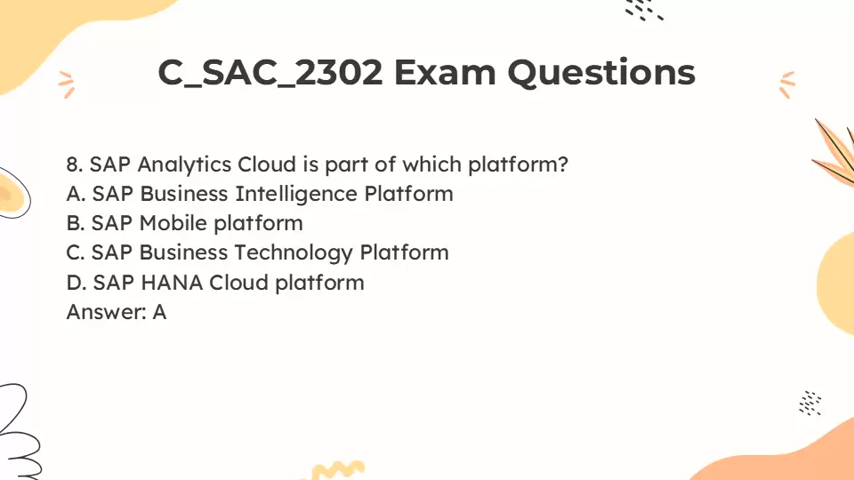 C_SAC_2302 Exam Questions
8. SAP Analytics Cloud is part of which platform?
A. SAP Business Intelligence Platform
B. SAP Mobile platform
C. SAP Business Technology Platform
D. SAP HANA Cloud platform
Answer: A